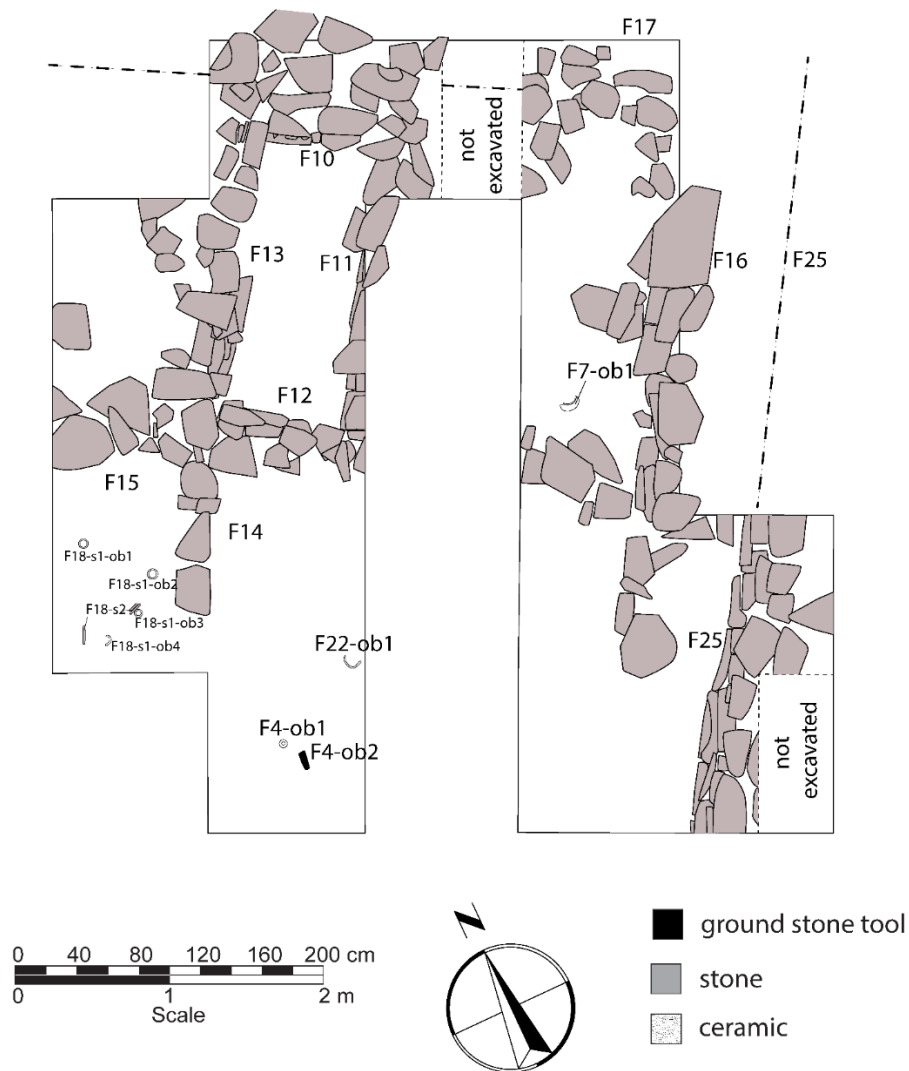 F17
not
excavated
F10
F13
F11
F16
F25
F12
F7-ob1
F15
F14
F18-s1-ob1
F18-s1-ob2
F18-s2
F18-s1-ob3
F18-s1-ob4
F22-ob1
F25
F4-ob1
F4-ob2
not
excavated
N
0 40 80 120 160 200 cm
0 1 2 m
Scale
ground stone tool
stone
ceramic